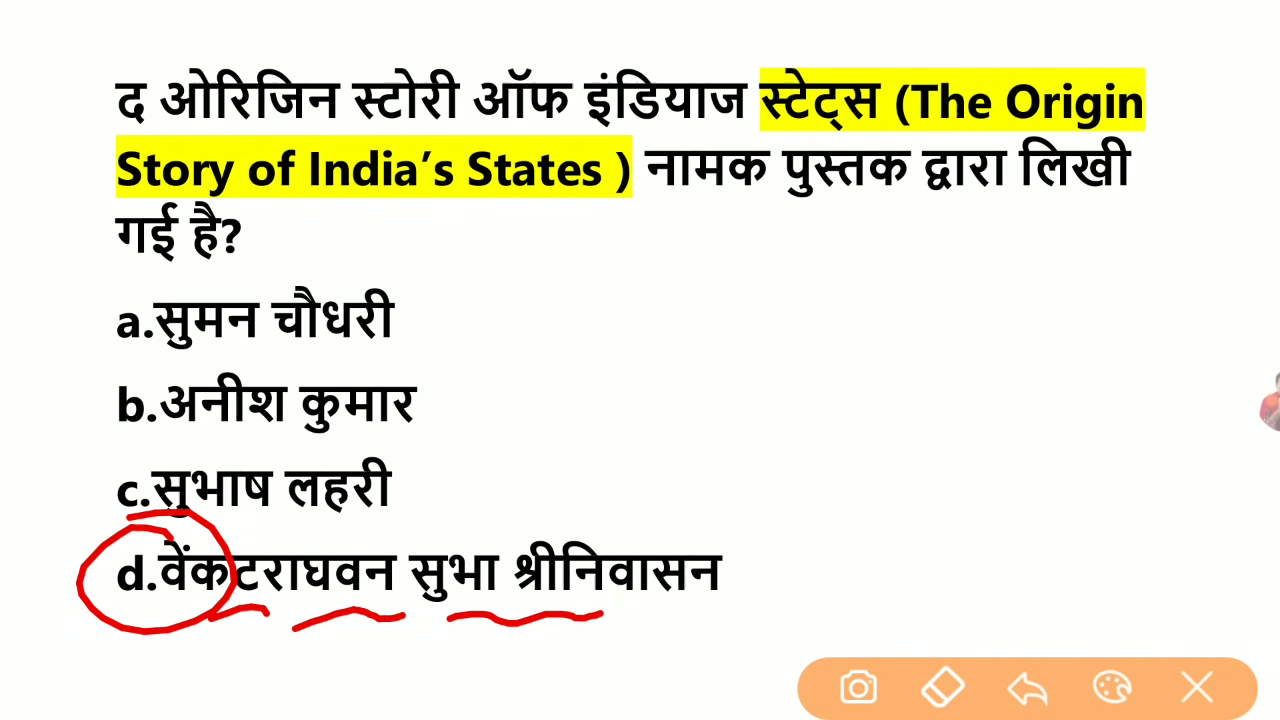 द ओरिजिन स्टोरी ऑफ इंडियाज स्टेट्स (The Origin
Story of India’s States ) नामक पुस्तक द्वारा लिखी
गई है?
a.सुमन चौधरी
b.अनीश कुमार
c.सुभाष लहरी
d.वेंकटराघवन सुभा श्रीनिवासन